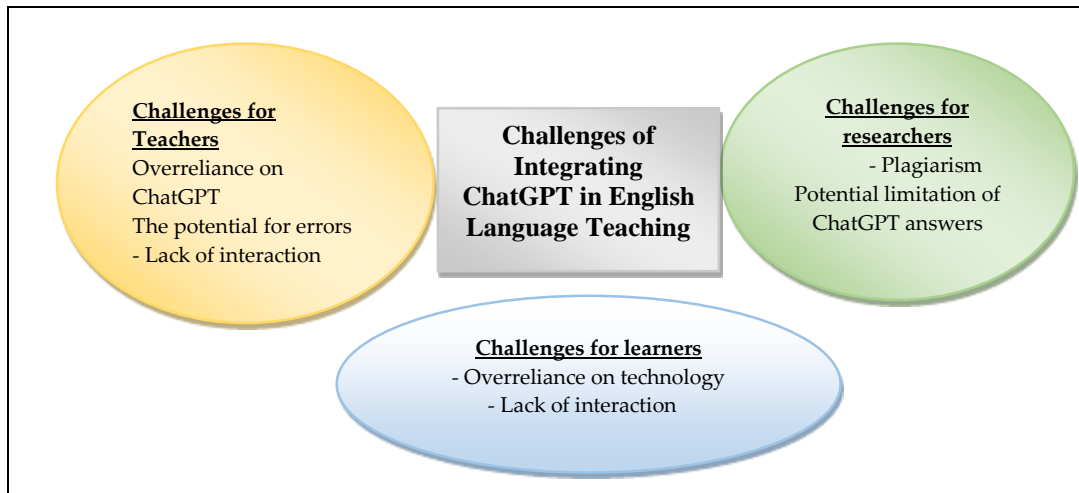 Challenges for
Teachers
Overreliance on
ChatGPT
The potential for errors
- Lack of interaction
Challenges of
Integrating
ChatGPT in English
Language Teaching
Challenges for
researchers
- Plagiarism
Potential limitation of
ChatGPT answers
Challenges for learners
- Overreliance on technology
- Lack of interaction